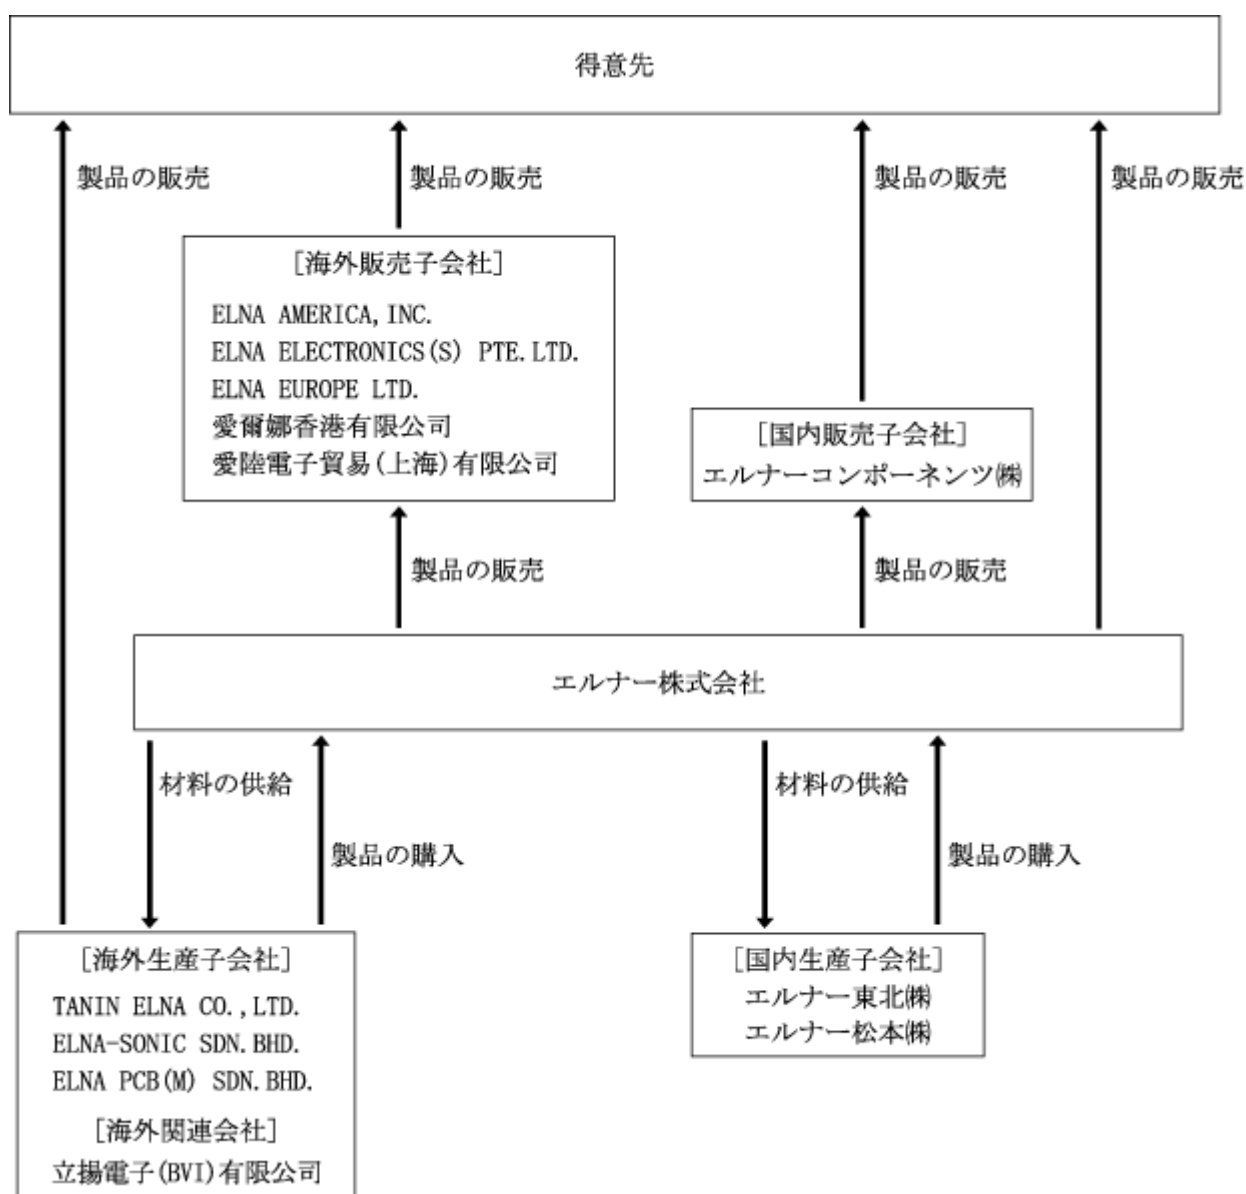 得意先
製品の販売
製品の販売
製品の販売
製品の販売
[海外販売子会社]
ELNA AMERICA,INC.
ELNA ELECTRONICS(S) PTE.LTD.
ELNA EUROPE LTD.
愛爾娜香港有限公司
愛陸電子貿易(上海)有限公司
[国内販売子会社]
エルナーコンポーネンツ㈱
製品の販売
製品の販売
エルナー株式会社
材料の供給
製品の購入
材料の供給
製品の購入
[海外生産子会社]
TANIN ELNA CO.,LTD.
ELNA-SONIC SDN.BHD.
ELNA PCB(M) SDN.BHD.
[海外関連会社]
立揚電子(BVI)有限公司
[国内生産子会社]
エルナー東北㈱
エルナー松本㈱